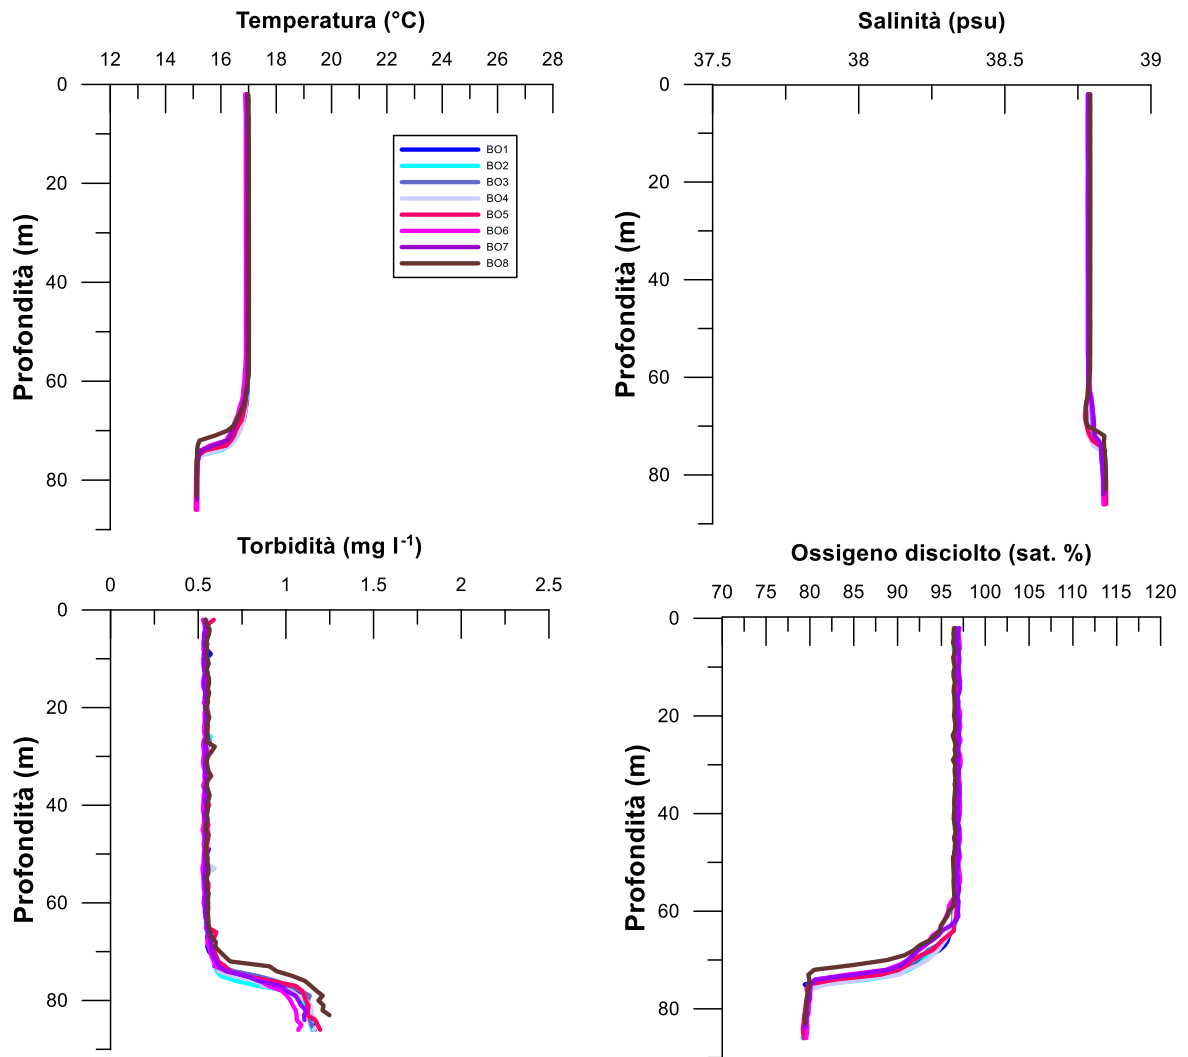 Temperatura (°C)
12 14 16 18 20 22 24 26 28
0
20
40
60
80
Profondità (m)
BO1
BO2
BO3
BO4
BO5
BO6
BO7
BO8
Salinità (psu)
37.5 38 38.5 39
0
20
40
60
80
Profondità (m)
Torbidità (mg l-1)
0 0.5 1 1.5 2 2.5
0
20
40
60
80
Profondità (m)
Ossigeno disciolto (sat. %)
70 75 80 85 90 95 100 105 110 115 120
0
20
40
60
80
Profondità (m)